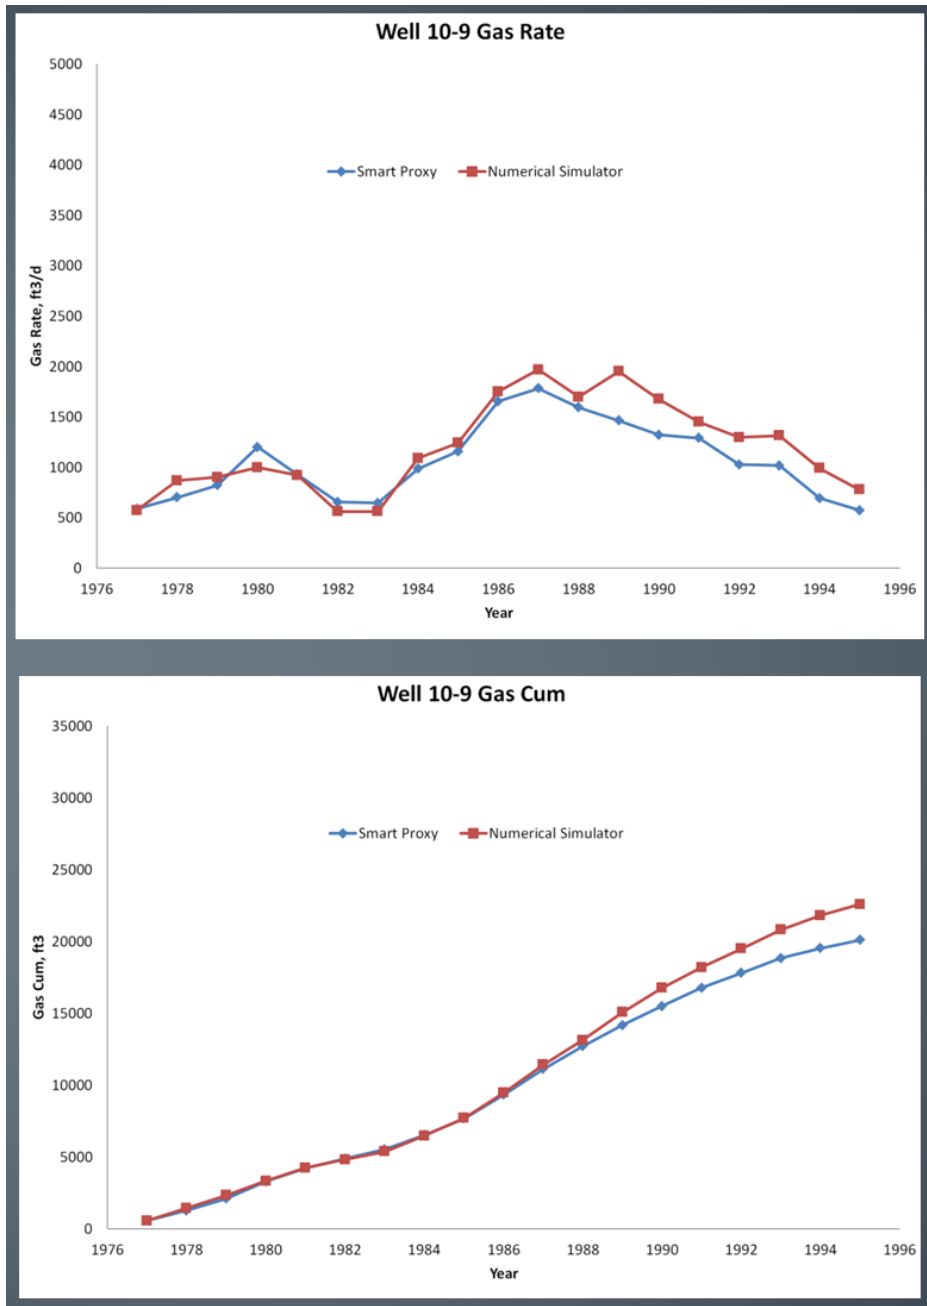 Well 10-9 Gas Rate
5000
4500
4000
3500
3000
2500
2000
1500
1000
500
0
Gas Rate, ft3/d
Smart Proxy Numerical Simulator
1976 1978 1980 1982 1984 1986 1988 1990 1992 1994 1996
Year
Well 10-9 Gas Cum
35000
30000
25000
20000
15000
10000
5000
0
Gas Cum, ft3
Smart Proxy Numerical Simulator
1976 1978 1980 1982 1984 1986 1988 1990 1992 1994 1996
Year